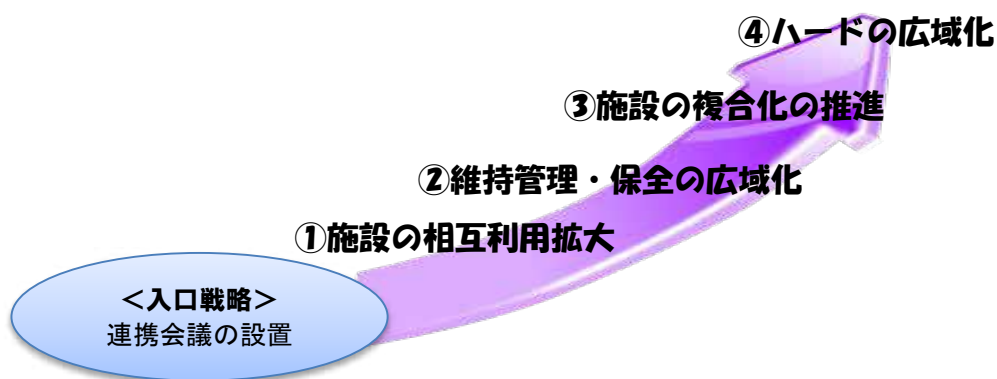 ④ハードの広域化
③施設の複合化の推進
②維持管理・保全の広域化
①施設の相互利用拡大
＜入口戦略＞
連携会議の設置